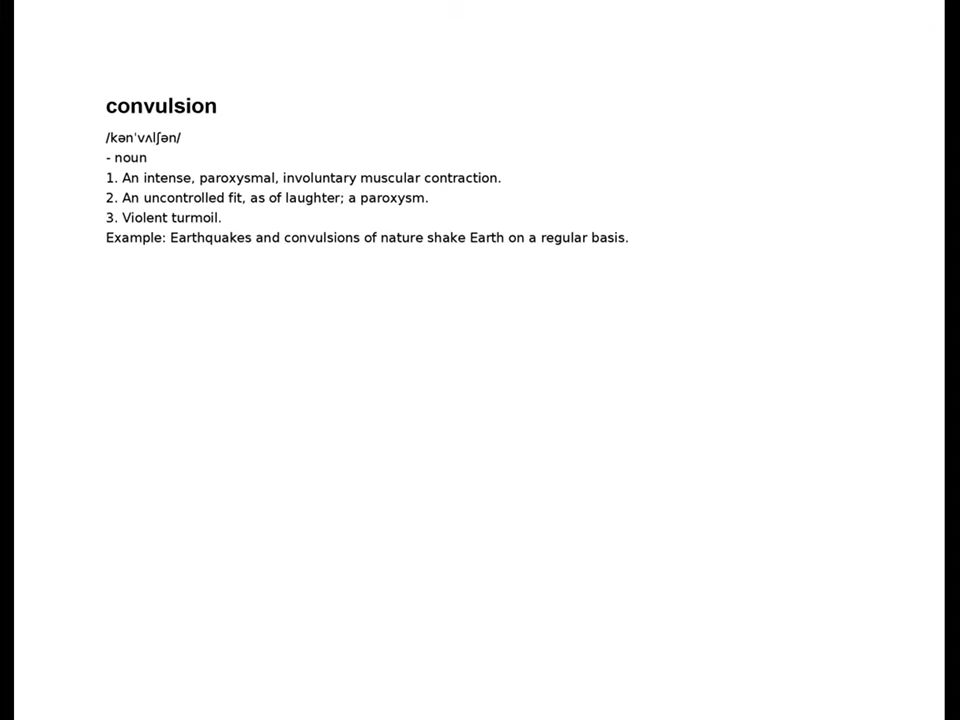 convulsion
/kənˈvʌlʃən/
- noun
1. An intense, paroxysmal, involuntary muscular contraction.
2. An uncontrolled fit, as of laughter; a paroxysm.
3. Violent turmoil.
Example: Earthquakes and convulsions of nature shake Earth on a regular basis.